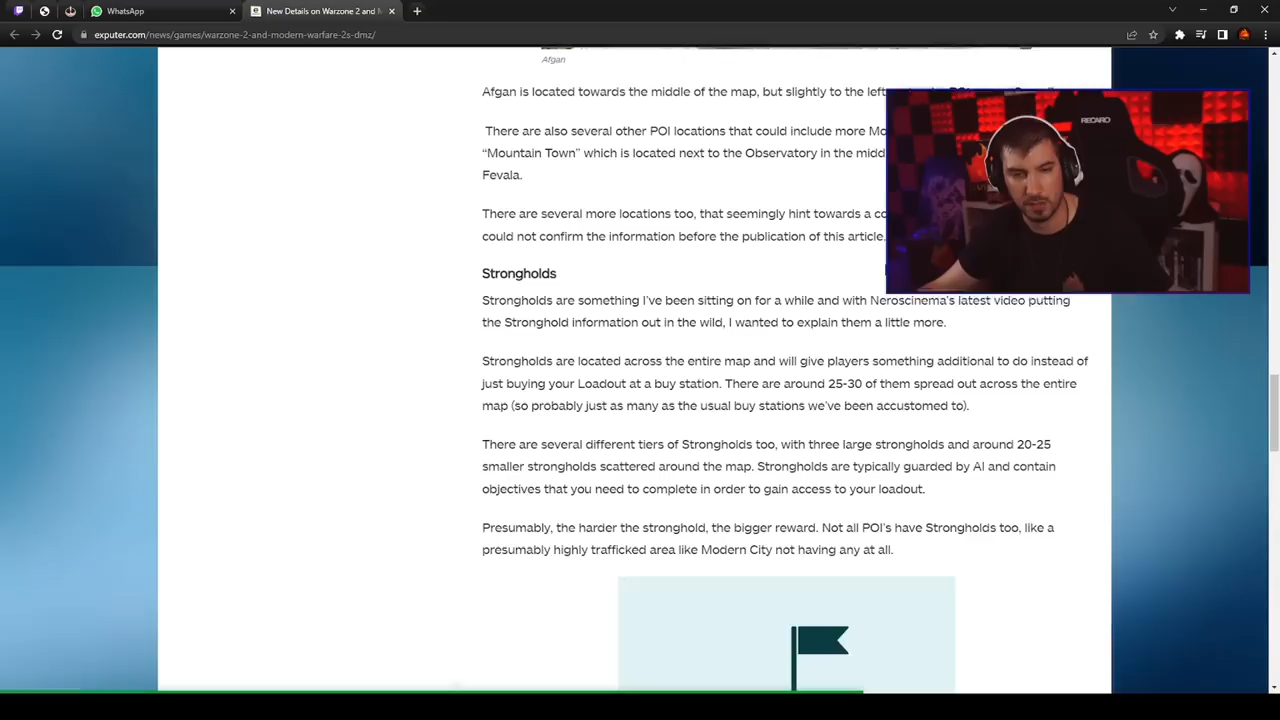 WhatsApp
New Details on Warzone 2 and
exputer.com/news/games/warzone-2-and-modern-warfare-2s-dmz/
Afgan
Afgan is located towards the middle of the map, but slightly to the left
There are also several other POI locations that could include more
“Mountain Town” which is located next to the Observatory in the
Fevala.
There are several more locations too, that seemingly hint towards a
could not confirm the information before the publication of this article.
RECARO
Strongholds
Strongholds are something I've been sitting on for a while and with Neroscinema's latest video putting
the Stronghold information out in the wild, I wanted to explain them a little more.
Strongholds are located across the entire map and will give players something additional to do instead of
just buying your Loadout at a buy station. There are around 25-30 of them spread out across the entire
map (so probably just as many as the usual buy stations we've been accustomed to).
There are several different tiers of Strongholds too, with three large strongholds and around 20-25
smaller strongholds scattered around the map. Strongholds are typically guarded by AI and contain
objectives that you need to complete in order to gain access to your loadout.
Presumably, the harder the stronghold, the bigger reward. Not all POI's have Strongholds too, like a
presumably highly trafficked area like Modern City not having any at all.